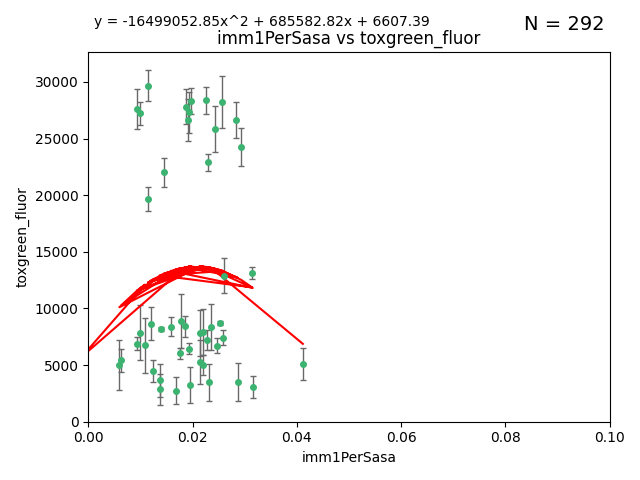 y = -16499052.85x^2 + 685582.82x + 6607.39
N = 292
imm1PerSasa vs toxgreen_fluor
toxgreen_fluor
30000
25000
20000
15000
10000
5000
0
0.00 0.02 0.04 0.06 0.08 0.10
imm1PerSasa